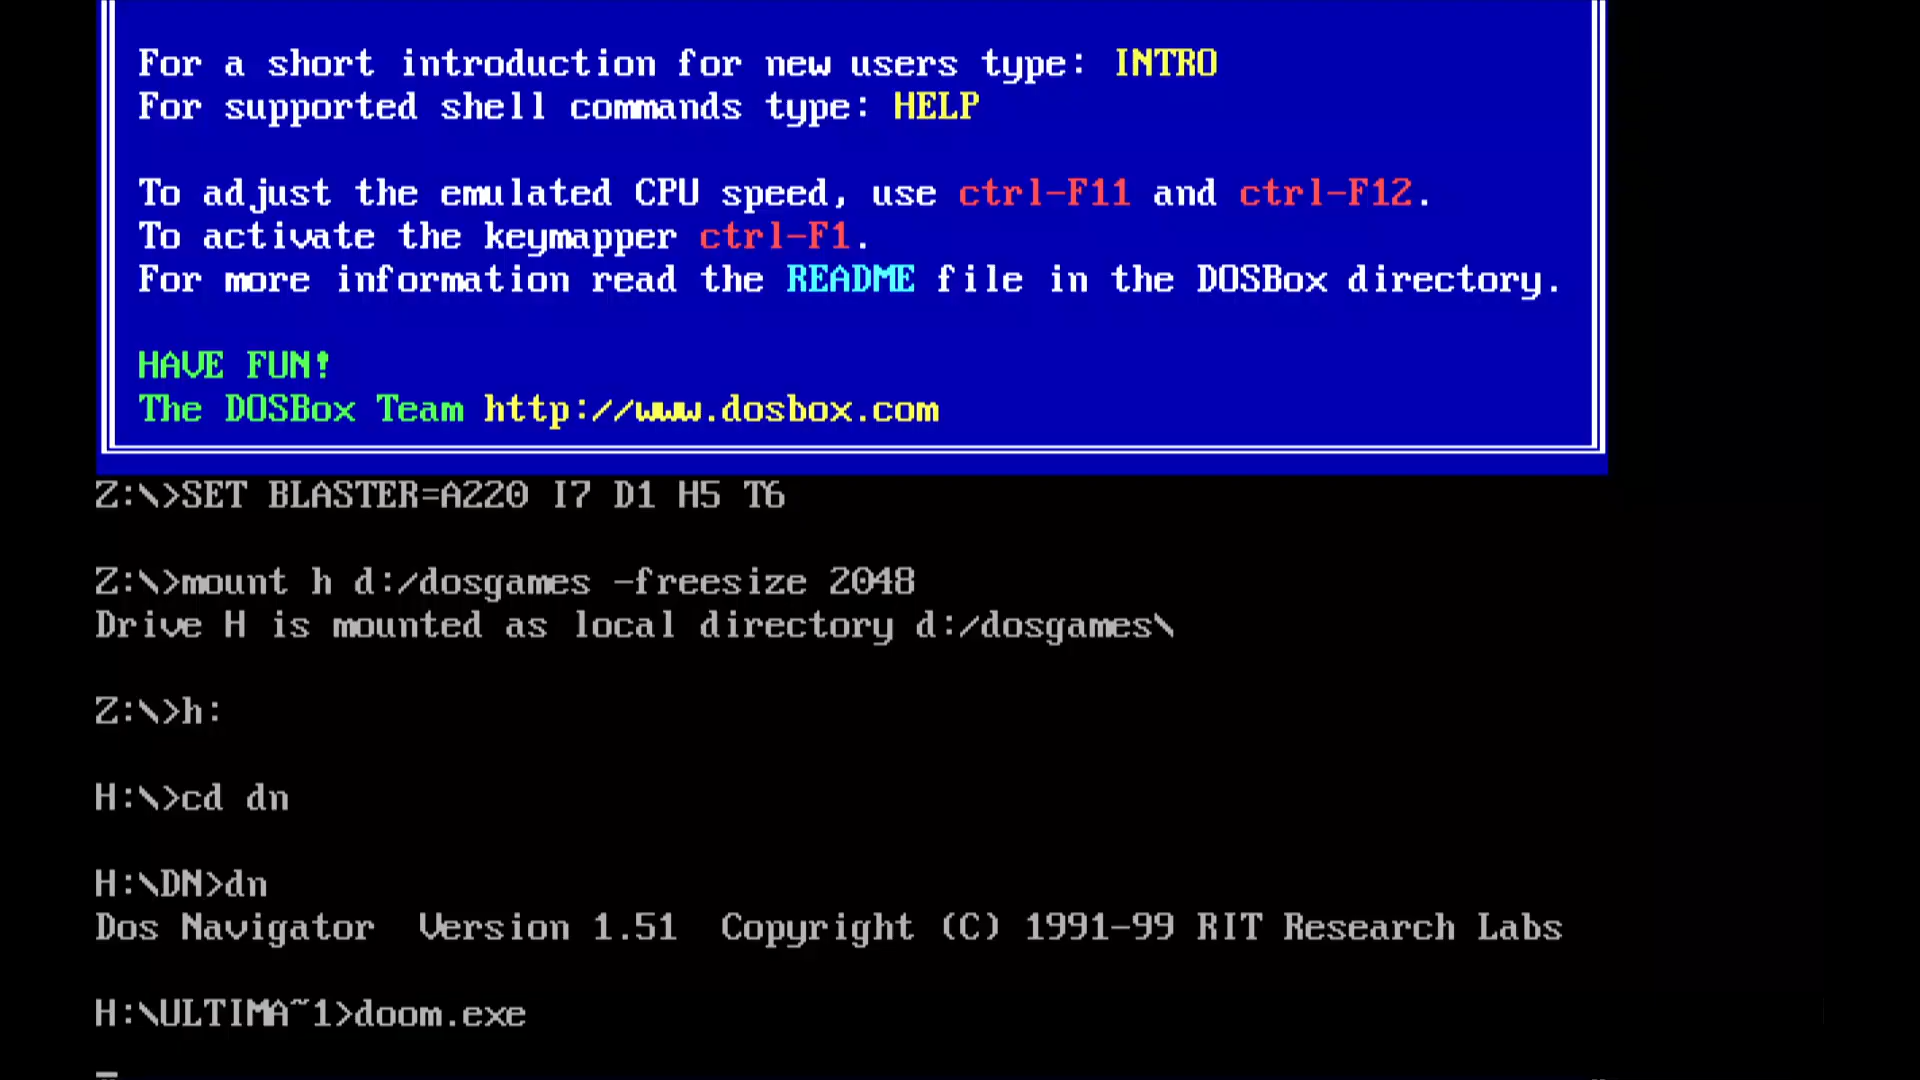 For a short introduction for new users type: INTRO
For supported shell commands type: HELP
To adjust the emulated CPU speed, use ctrl-F11 and ctrl-F12.
To activate the keymapper ctrl-F1.
For more information read the README file in the DOSBox directory.
HAVE FUN!
The DOSBox Team http://www.dosbox.com
Z:\>SET BLASTER=A220 I7 D1 H5 T6
Z:\>mount h d:/dosgames -freesize 2048
Drive H is mounted as local directory d:/dosgames\
Z:\>h:
H:\>cd dn
H:\DN>dn
Dos Navigator  Version 1.51  Copyright (C) 1991-99 RIT Research Labs
H:\ULTIMA~1>doom.exe